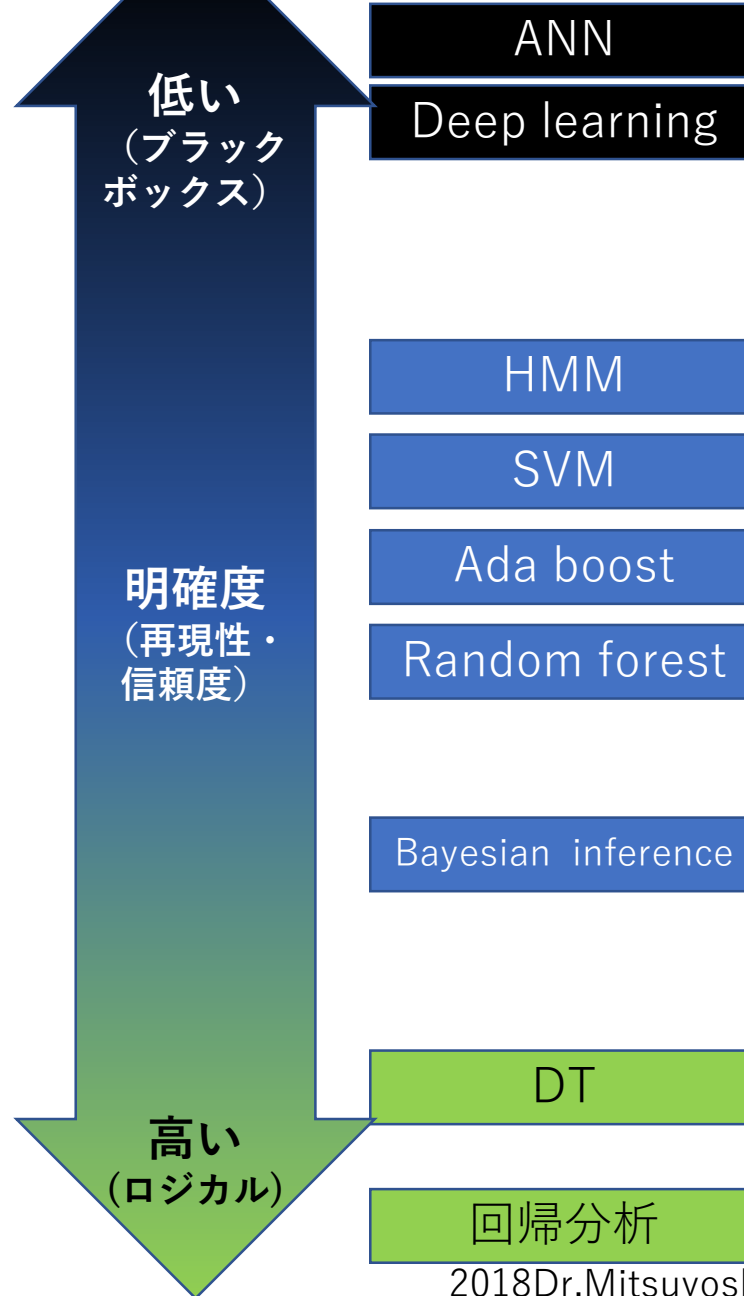 低い
（ブラック
ボックス）
明確度
（再現性・
信頼度）
高い
(ロジカル)
ANN
Deep learning
HMM
SVM
Ada boost
Random forest
Bayesian inference
DT
回帰分析
2018Dr.Mitsuyosh